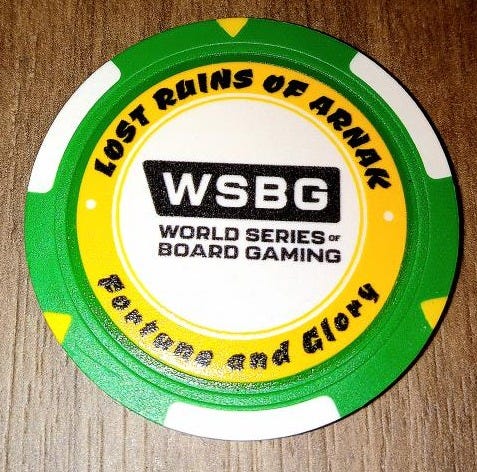 LOST RUINS OF ARNAK
WSBG
WORLD SERIES OF
BOARD GAMING
Fortune and Glory